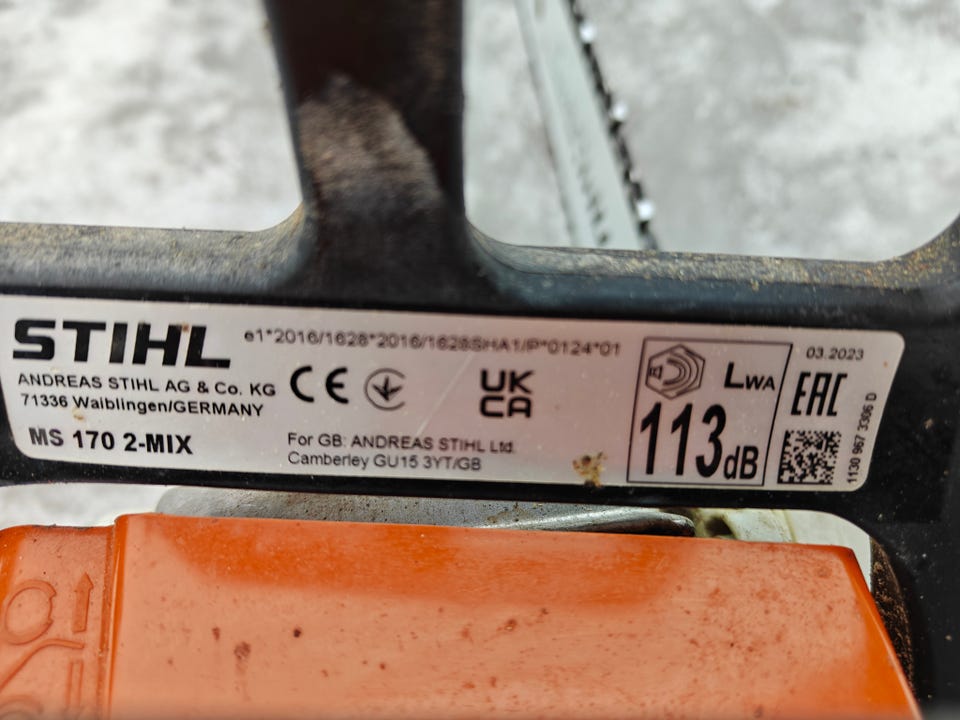 STIHL
e1*2016/1628*2016/1628SHA1/P*0124*01
ANDREAS STIHL AG & Co. KG
71336 Waiblingen/GERMANY
MS 170 2-MIX
CE
UK
CA
For GB: ANDREAS STIHL Ltd.
Camberley GU15 3YT/GB
LWA
113dB
03.2023
EAC
1130 967 3306 D